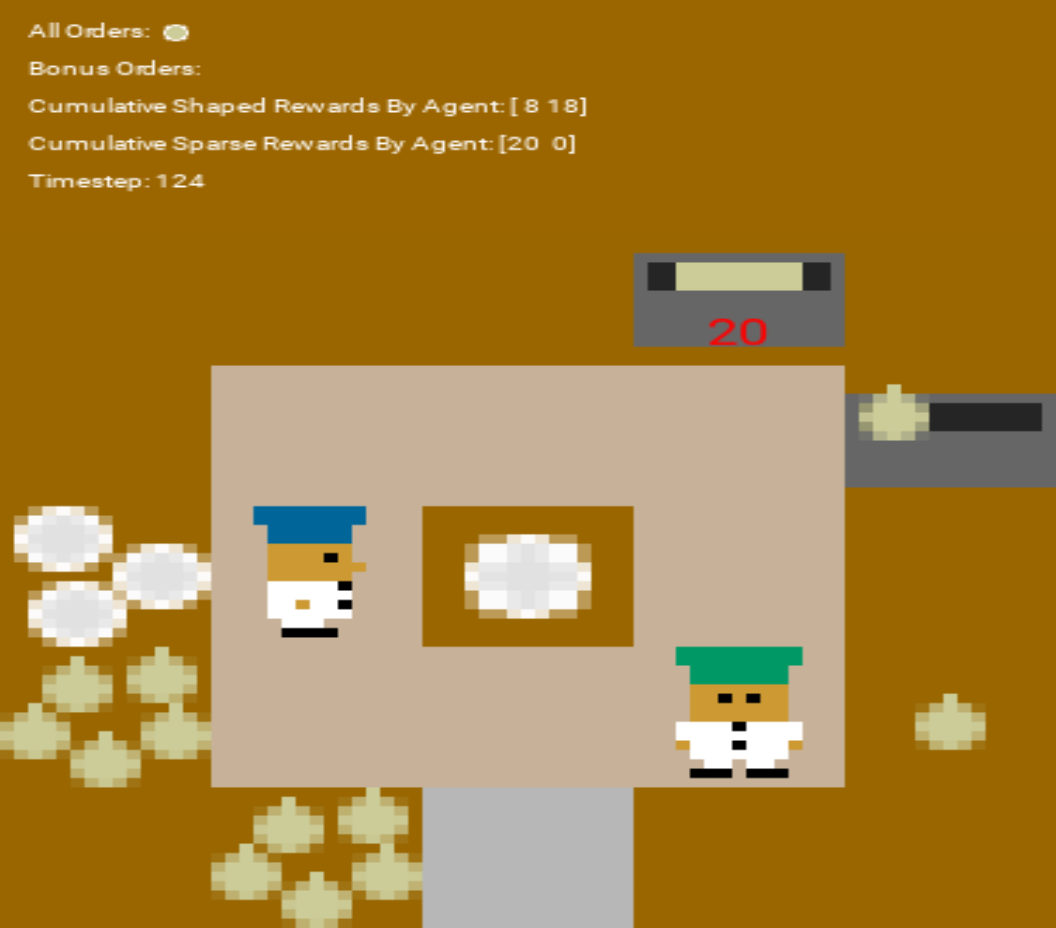 All Orders:
Bonus Orders:
Cumulative Shaped Rewards By Agent: [ 8 18]
Cumulative Sparse Rewards By Agent: [20  0]
Timestep: 124
20